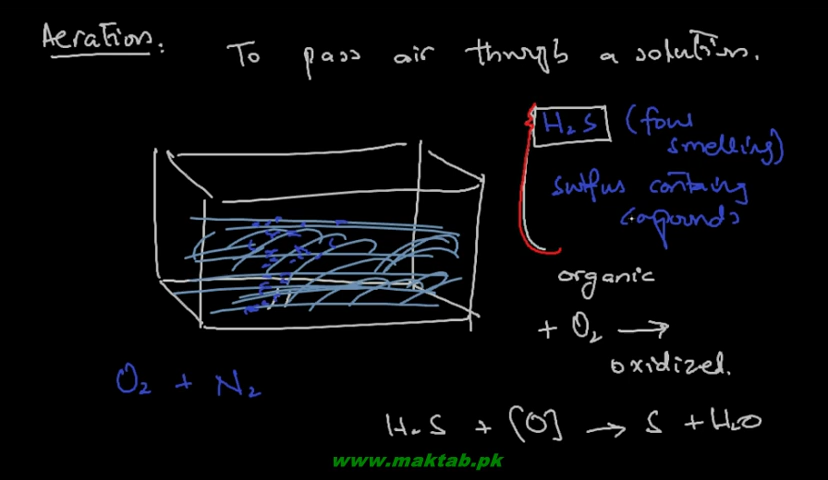 Aeration: To pass air through a solution.
H₂S (foul
smelling)
sulfur containing
copounds
organic
+ O₂ →
oxidized.
O₂ + N₂
H₂S + [O] → S + H₂O
www.maktab.pk